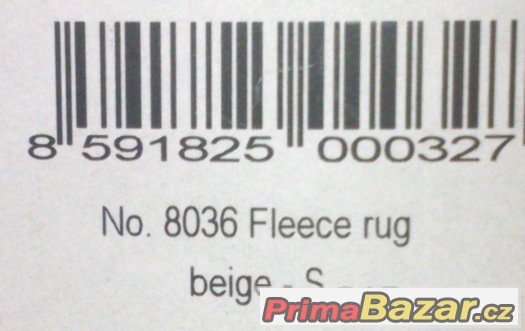 8 591825 000327
No. 8036 Fleece rug
beige - S
PrimaBazar.cz